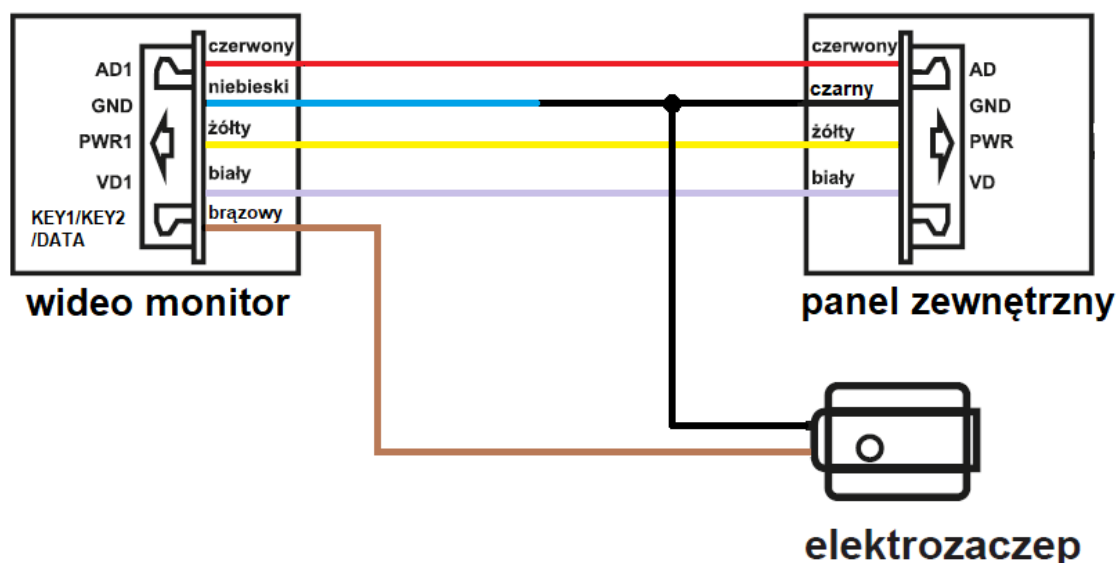 czerwony
AD1
niebieski
GND
żółty
PWR1
biały
VD1
brązowy
KEY1/KEY2
/DATA
wideo monitor
czerwony
AD
czarny
GND
żółty
PWR
biały
VD
panel zewnętrzny
elektrozaczep